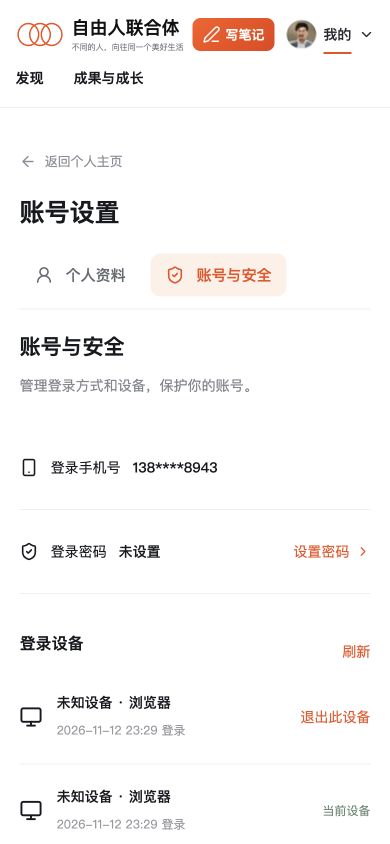 自由人联合体
不同的人，向往同一个美好生活
写笔记
我的
发现
成果与成长
返回个人主页
账号设置
个人资料
账号与安全
账号与安全
管理登录方式和设备，保护你的账号。
登录手机号 138****8943
登录密码 未设置
设置密码
登录设备
刷新
未知设备 · 浏览器
2026-11-12 23:29 登录
退出此设备
未知设备 · 浏览器
2026-11-12 23:29 登录
当前设备